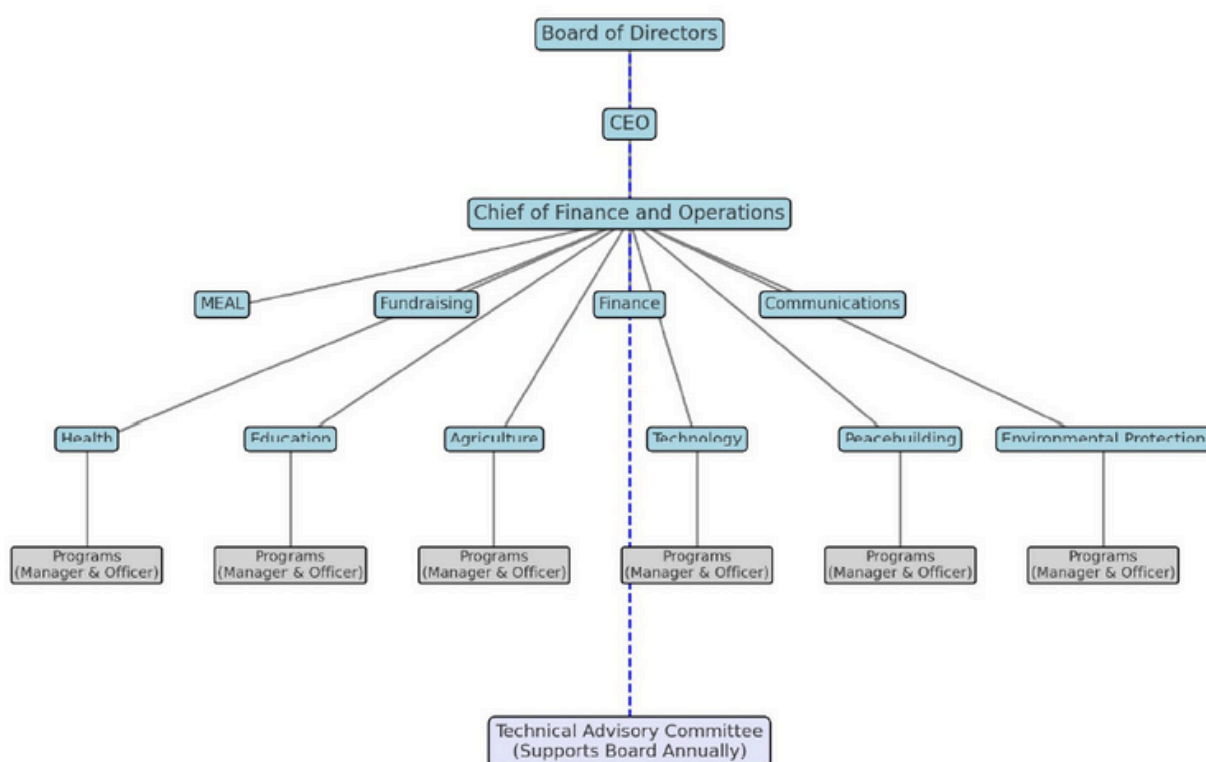 Board of Directors
CEO
Chief of Finance and Operations
MEAL
Fundraising
Finance
Communications
Health
Education
Agriculture
Technology
Peacebuilding
Environmental Protection
Programs
(Manager & Officer)
Programs
(Manager & Officer)
Programs
(Manager & Officer)
Programs
(Manager & Officer)
Programs
(Manager & Officer)
Programs
(Manager & Officer)
Technical Advisory Committee
(Supports Board Annually)